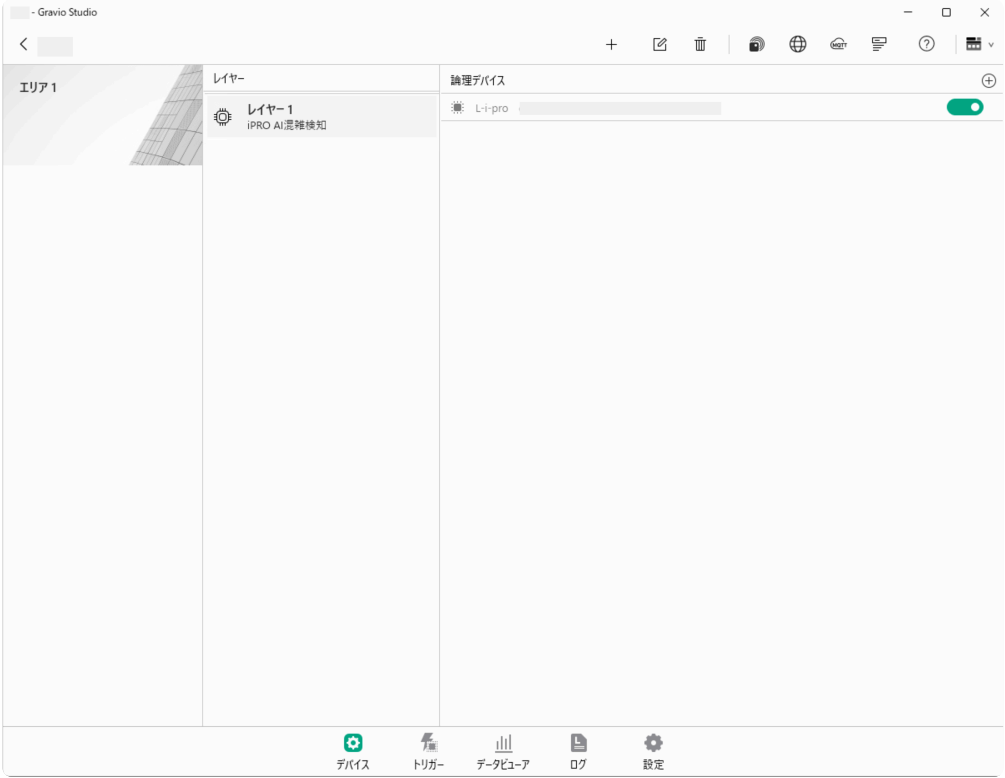 - Gravio Studio
MQTT
エリア 1
レイヤー
レイヤー 1
iPRO AI混雑検知
論理デバイス
L-i-pro
デバイス
トリガー
データビューア
ログ
設定